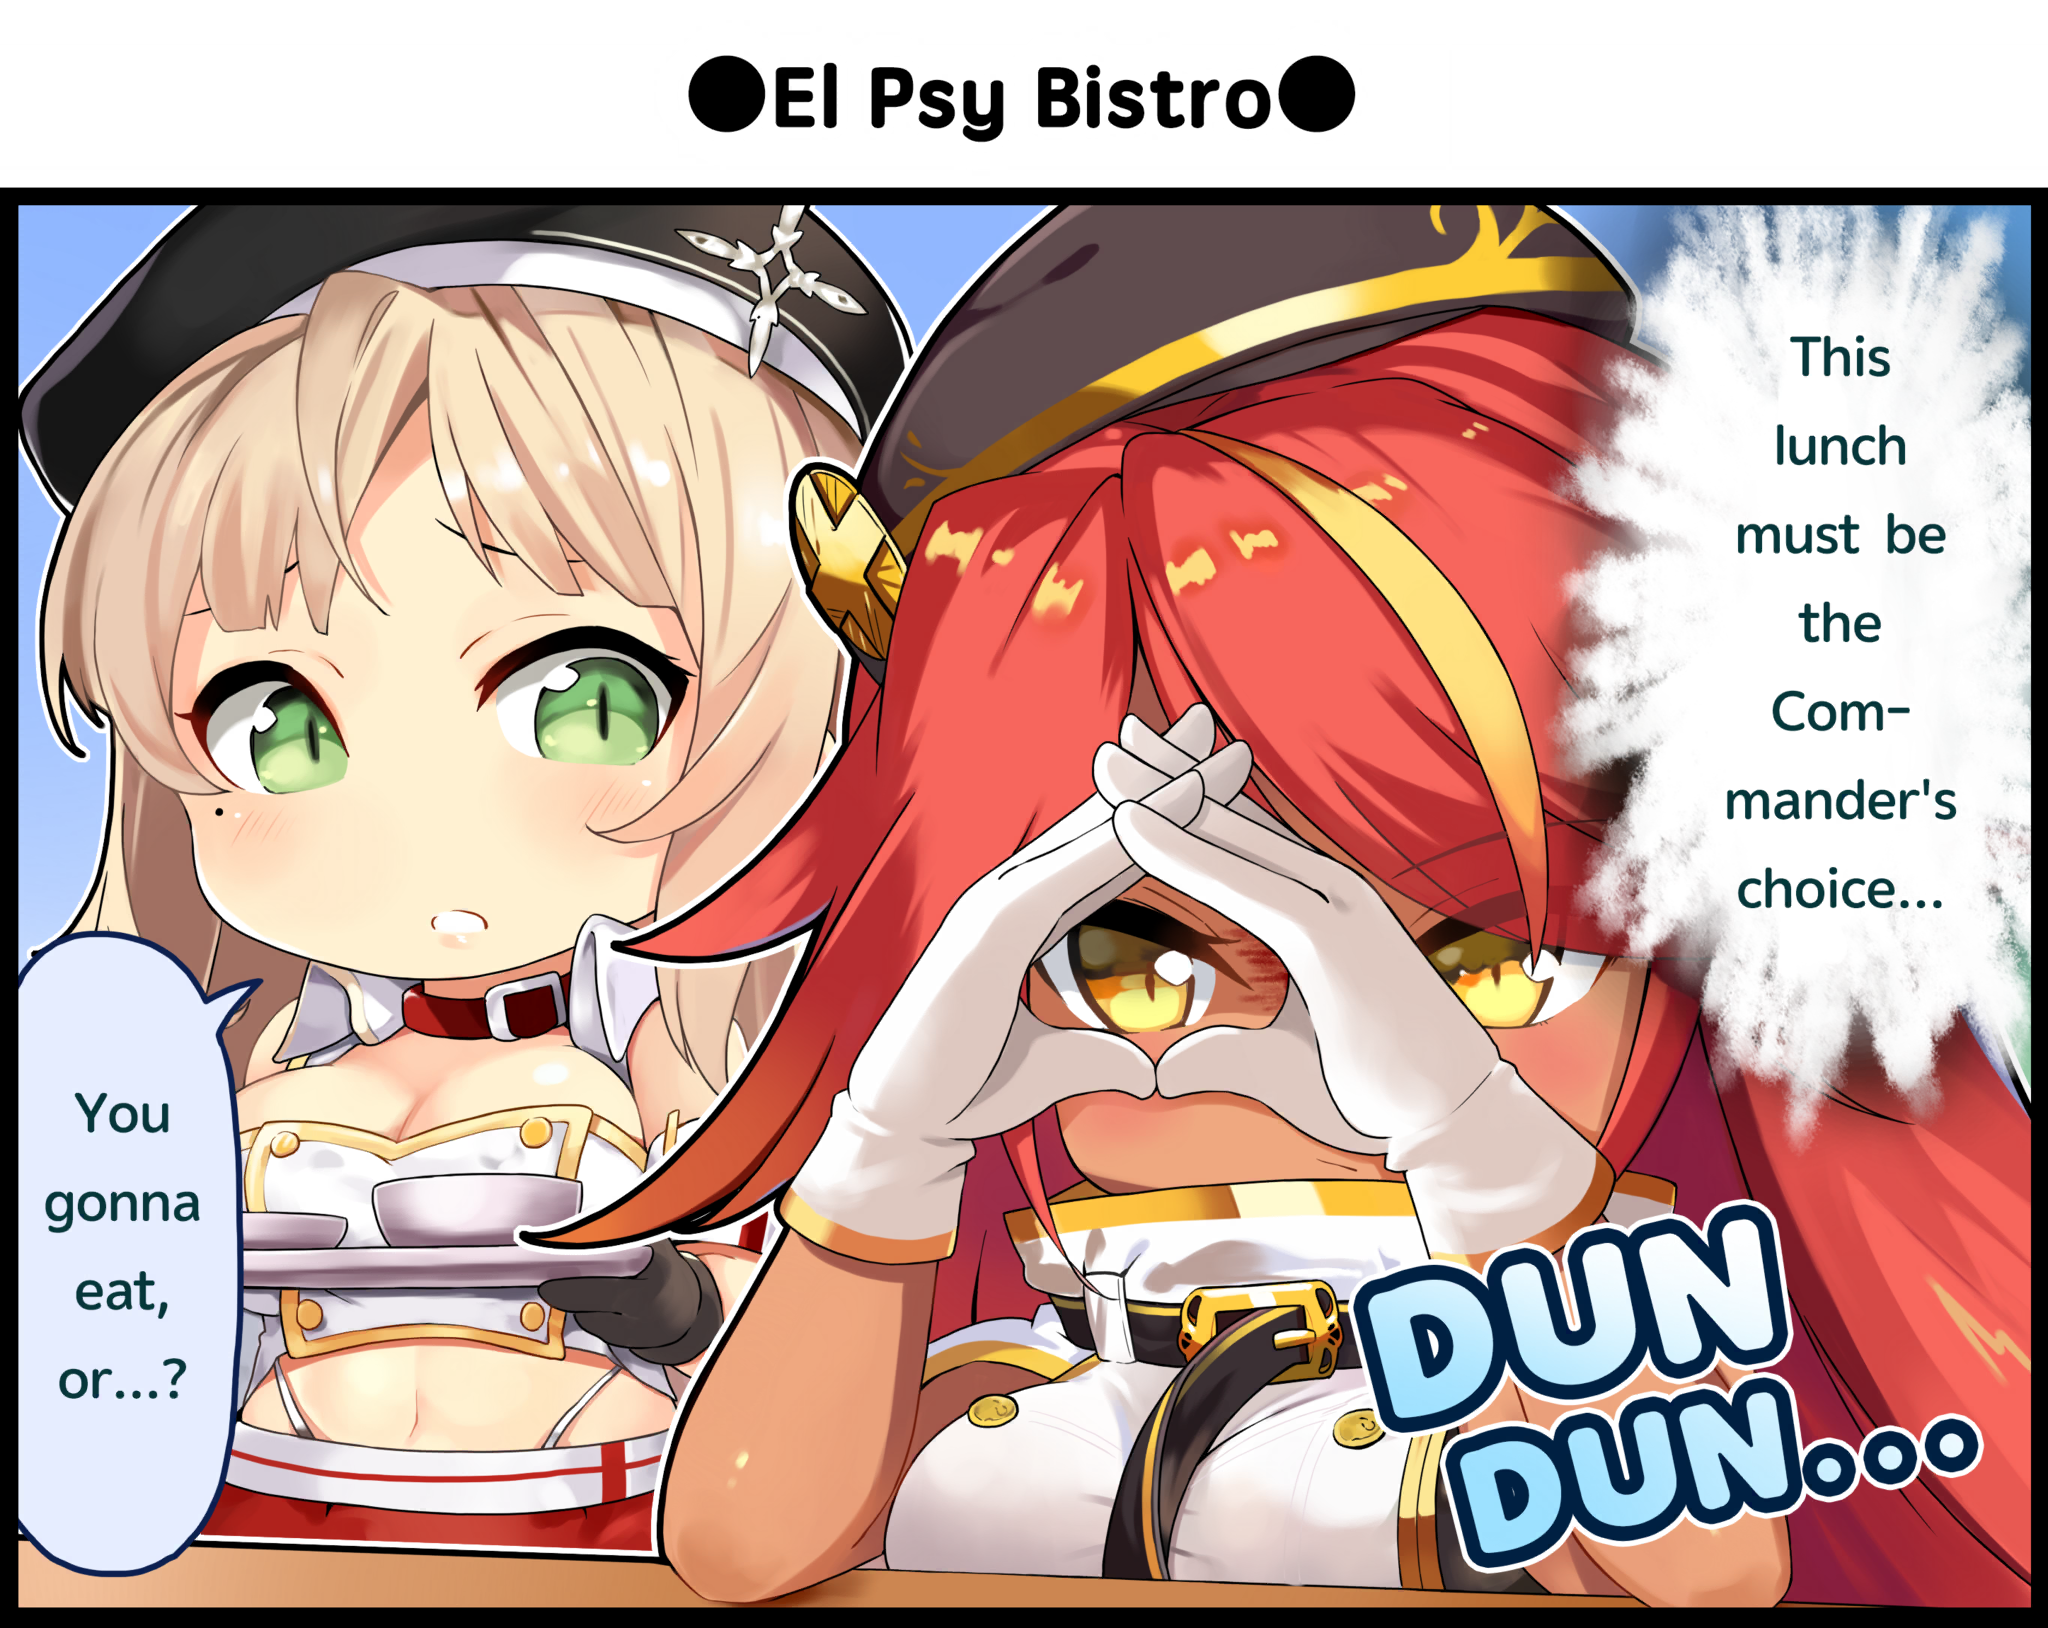 ●El Psy Bistro●
This
lunch
must be
the
Com-
mander's
choice...
You
gonna
eat,
or...?
DUN
DUN...